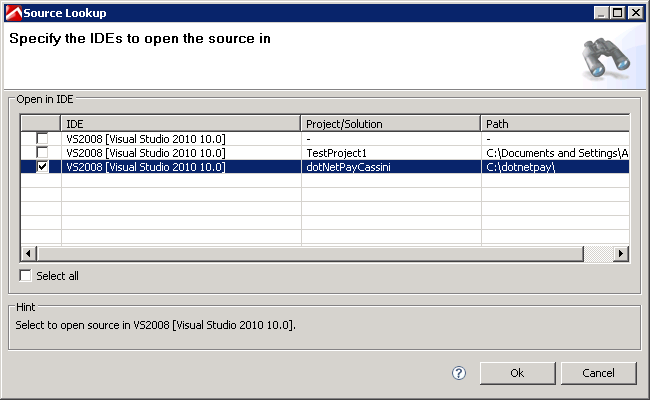 Source Lookup
Specify the IDEs to open the source in
Open in IDE
IDE Project/Solution Path
VS2008 [Visual Studio 2010 10.0] - -
VS2008 [Visual Studio 2010 10.0] TestProject1 C:\Documents and Settings\A
VS2008 [Visual Studio 2010 10.0] dotNetPayCassini C:\dotnetpay\
Select all
Hint
Select to open source in VS2008 [Visual Studio 2010 10.0].
? Ok Cancel